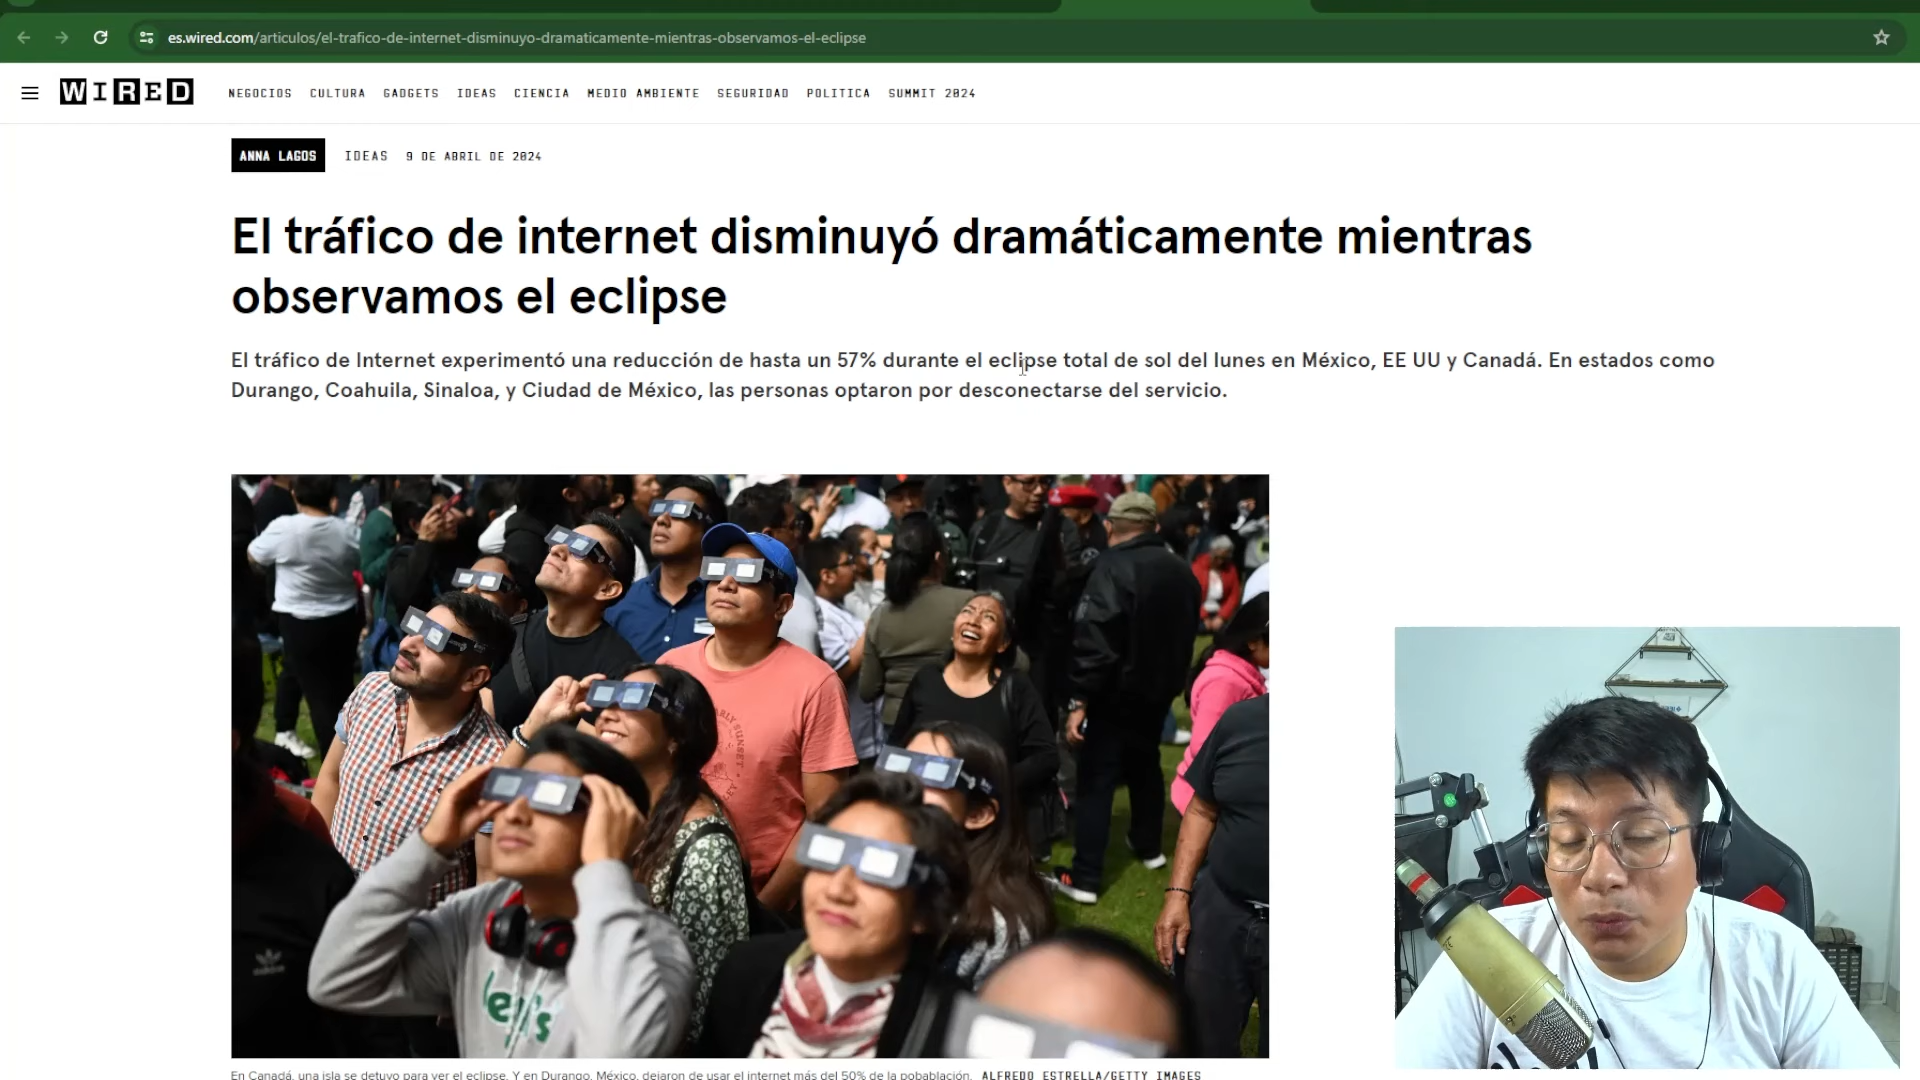 es.wired.com/articulos/el-trafico-de-internet-disminuyo-dramaticamente-mientras-observamos-el-eclipse
WIRED
NEGOCIOS CULTURA GADGETS IDEAS CIENCIA MEDIO AMBIENTE SEGURIDAD POLITICA SUMMIT 2024
ANNA LAGOS IDEAS 9 DE ABRIL DE 2024
El tráfico de internet disminuyó dramáticamente mientras
observamos el eclipse
El tráfico de Internet experimentó una reducción de hasta un 57% durante el eclipse total de sol del lunes en México, EE UU y Canadá. En estados como
Durango, Coahuila, Sinaloa, y Ciudad de México, las personas optaron por desconectarse del servicio.
En Canadá, una isla se detuvo para ver el eclipse. Y en Durango, México, dejaron de usar el internet más del 50% de la pobablación. ALFREDO ESTRELLA/GETTY IMAGES